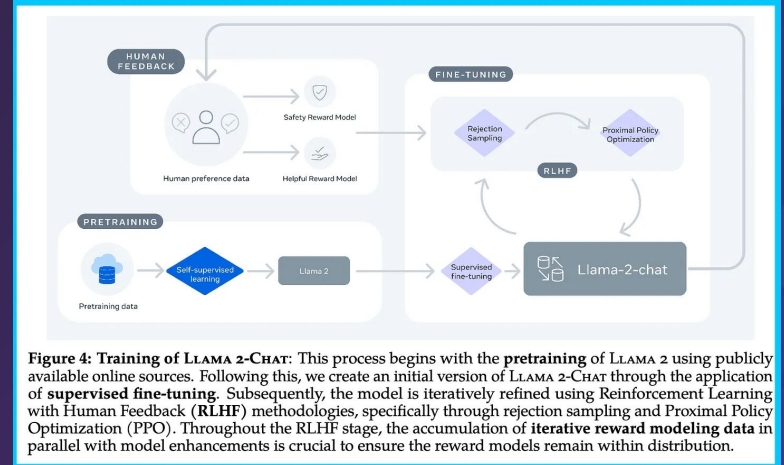 HUMAN
FEEDBACK
Human preference data
Safety Reward Model
Helpful Reward Model
FINE-TUNING
Rejection
Sampling
Proximal Policy
Optimization
RLHF
PRETRAINING
Pretraining data
Self-supervised
learning
Llama 2
Supervised
fine-tuning
Llama-2-chat
Figure 4: Training of LLAMA 2-CHAT: This process begins with the pretraining of LLAMA 2 using publicly
available online sources. Following this, we create an initial version of LLAMA 2-CHAT through the application
of supervised fine-tuning. Subsequently, the model is iteratively refined using Reinforcement Learning
with Human Feedback (RLHF) methodologies, specifically through rejection sampling and Proximal Policy
Optimization (PPO). Throughout the RLHF stage, the accumulation of iterative reward modeling data in
parallel with model enhancements is crucial to ensure the reward models remain within distribution.